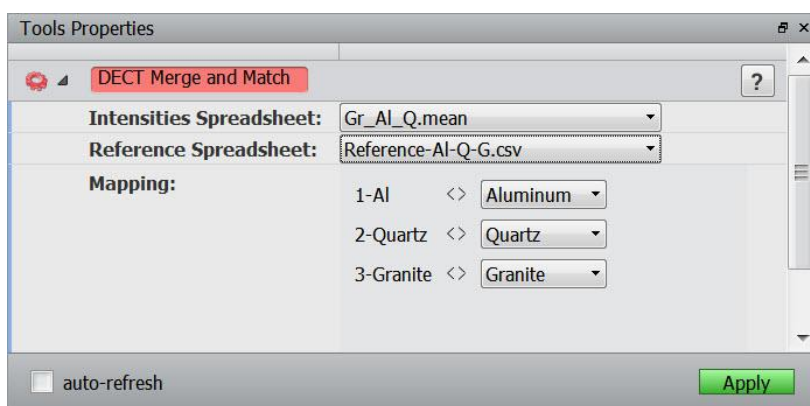 Tools Properties
DECT Merge and Match ?
Intensities Spreadsheet: Gr_Al_Q.mean
Reference Spreadsheet: Reference-Al-Q-G.csv
Mapping: 1-Al <> Aluminum
2-Quartz <> Quartz
3-Granite <> Granite
auto-refresh Apply